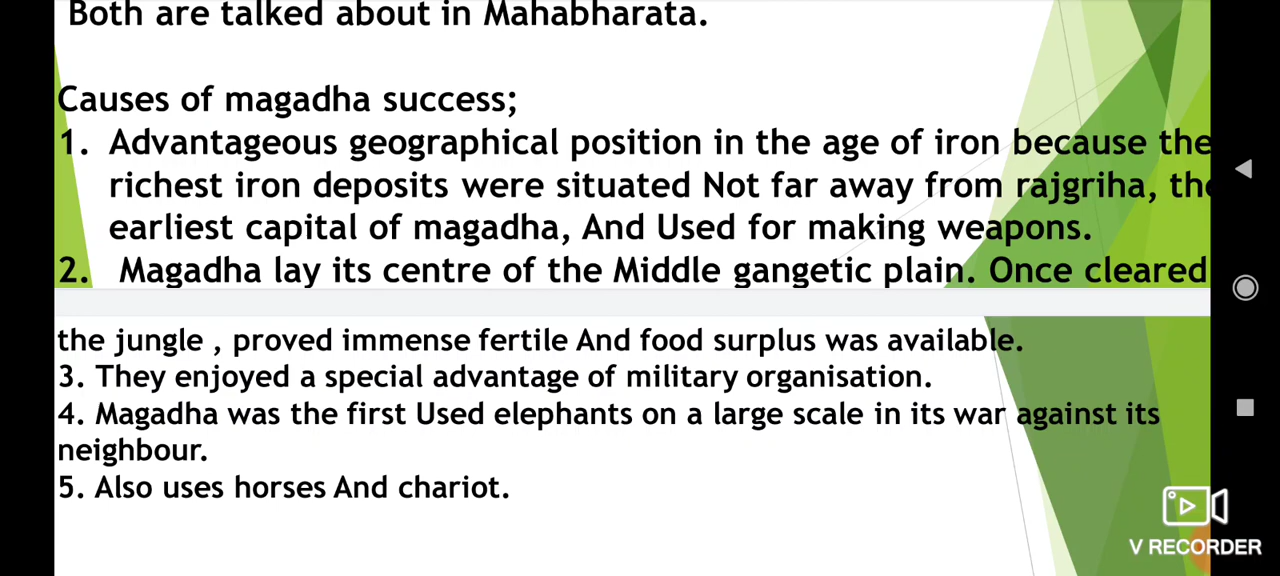 Both are talked about in Mahabharata.
Causes of magadha success;
1. Advantageous geographical position in the age of iron because the
richest iron deposits were situated Not far away from rajgriha, the
earliest capital of magadha, And Used for making weapons.
2. Magadha lay its centre of the Middle gangetic plain. Once cleared
the jungle , proved immense fertile And food surplus was available.
3. They enjoyed a special advantage of military organisation.
4. Magadha was the first Used elephants on a large scale in its war against its
neighbour.
5. Also uses horses And chariot.
V RECORDER